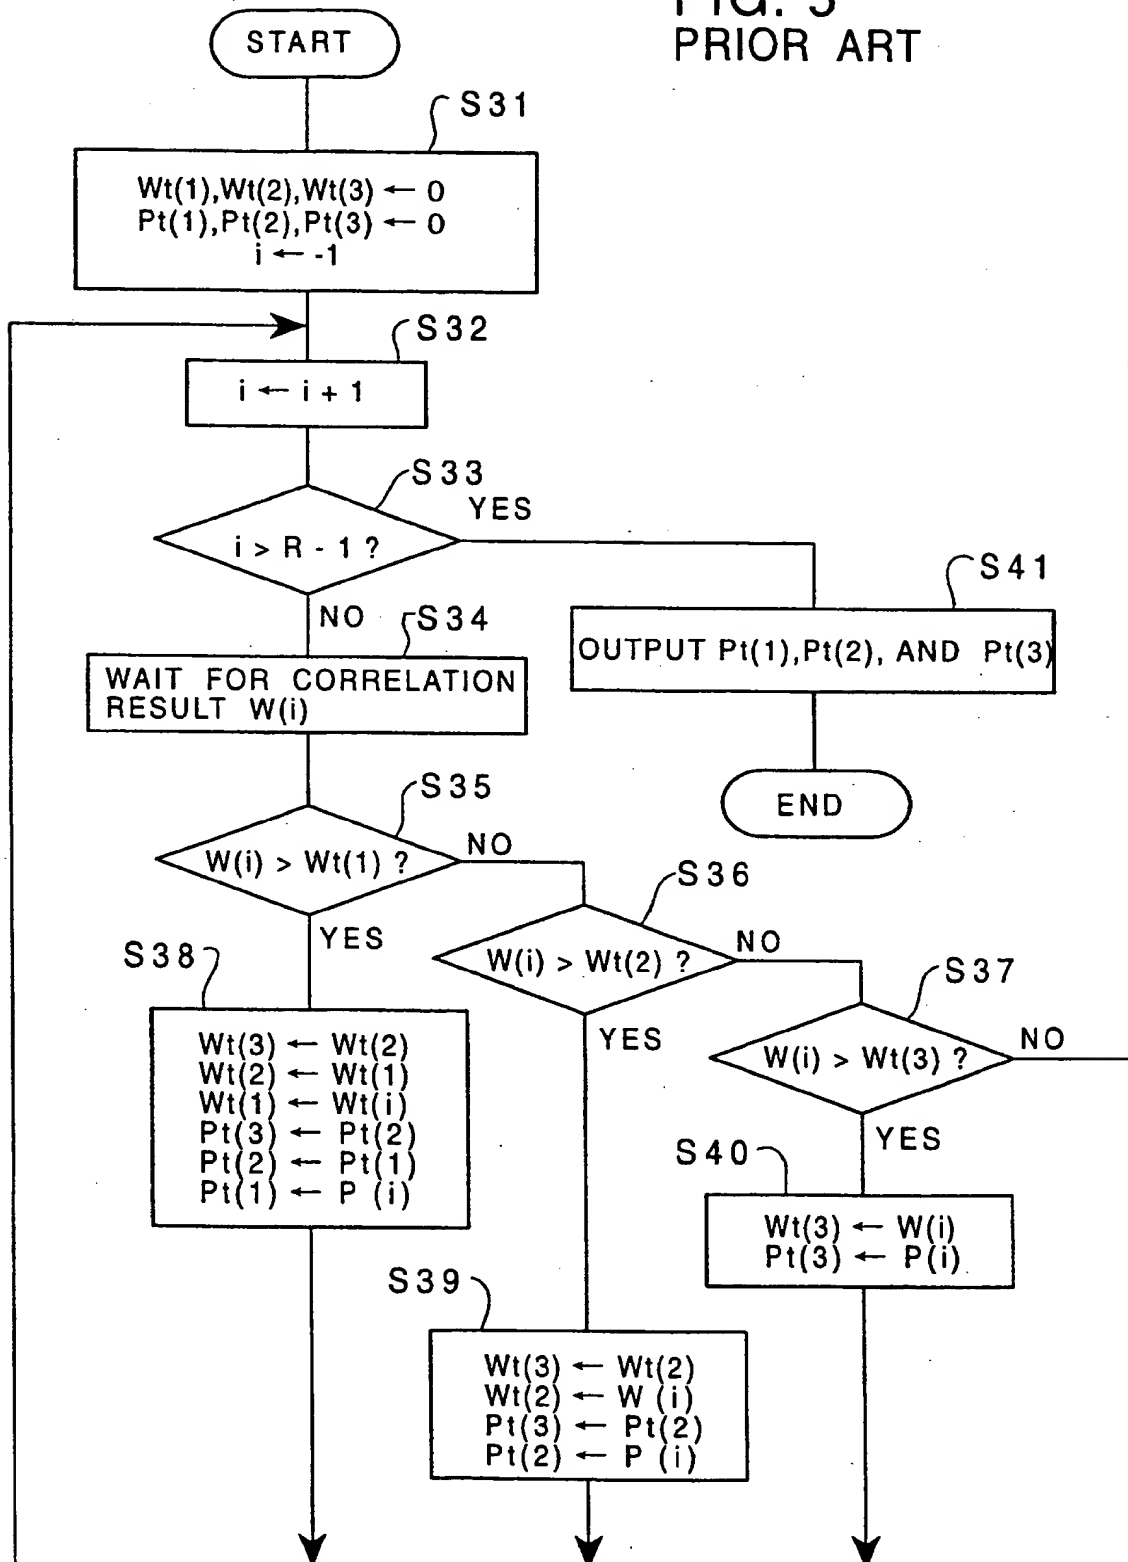 FIG. 3
PRIOR ART
START
S31
Wt(1),Wt(2),Wt(3) ← 0
Pt(1),Pt(2),Pt(3) ← 0
i ← -1
S32
i ← i + 1
S33
YES
i > R - 1 ?
NO
S34
S41
OUTPUT Pt(1),Pt(2), AND Pt(3)
WAIT FOR CORRELATION
RESULT W(i)
S35
END
W(i) > Wt(1) ?
NO
S36
YES
W(i) > Wt(2) ?
NO
S37
S38
YES
W(i) > Wt(3) ?
NO
Wt(3) ← Wt(2)
Wt(2) ← Wt(1)
Wt(1) ← Wt(i)
Pt(3) ← Pt(2)
Pt(2) ← Pt(1)
Pt(1) ← P (i)
YES
S40
Wt(3) ← W(i)
Pt(3) ← P(i)
S39
Wt(3) ← Wt(2)
Wt(2) ← W (i)
Pt(3) ← Pt(2)
Pt(2) ← P (i)